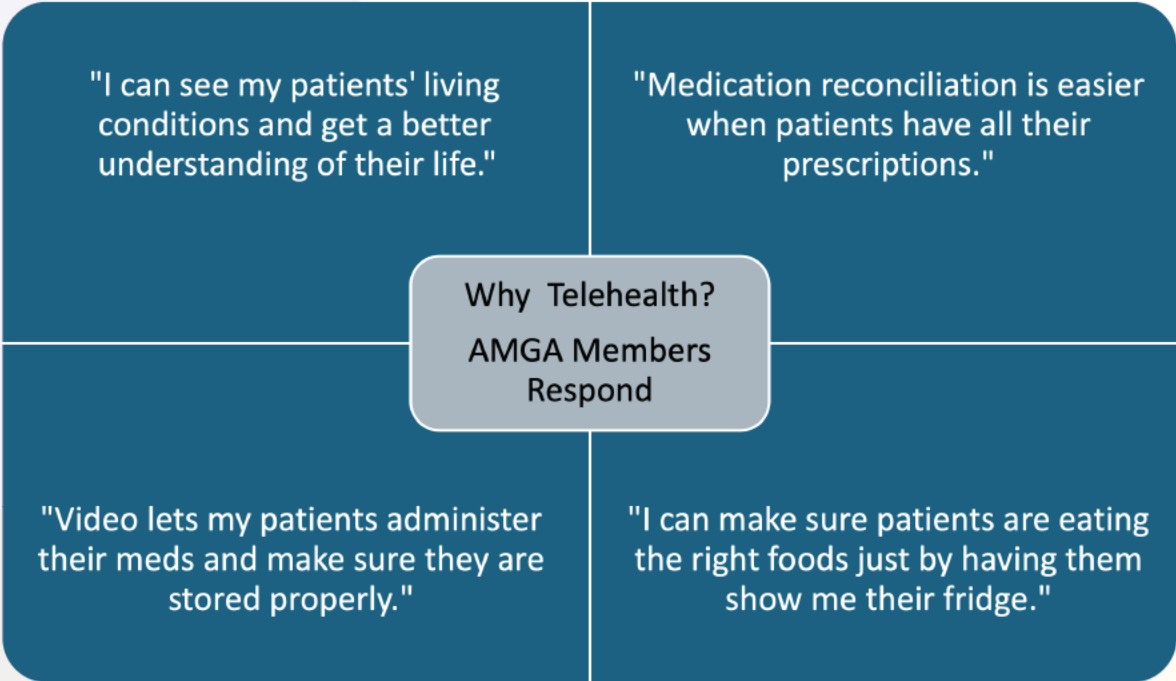 "I can see my patients' living
conditions and get a better
understanding of their life."
"Medication reconciliation is easier
when patients have all their
prescriptions."
Why  Telehealth?
AMGA Members
Respond
"Video lets my patients administer
their meds and make sure they are
stored properly."
"I can make sure patients are eating
the right foods just by having them
show me their fridge."